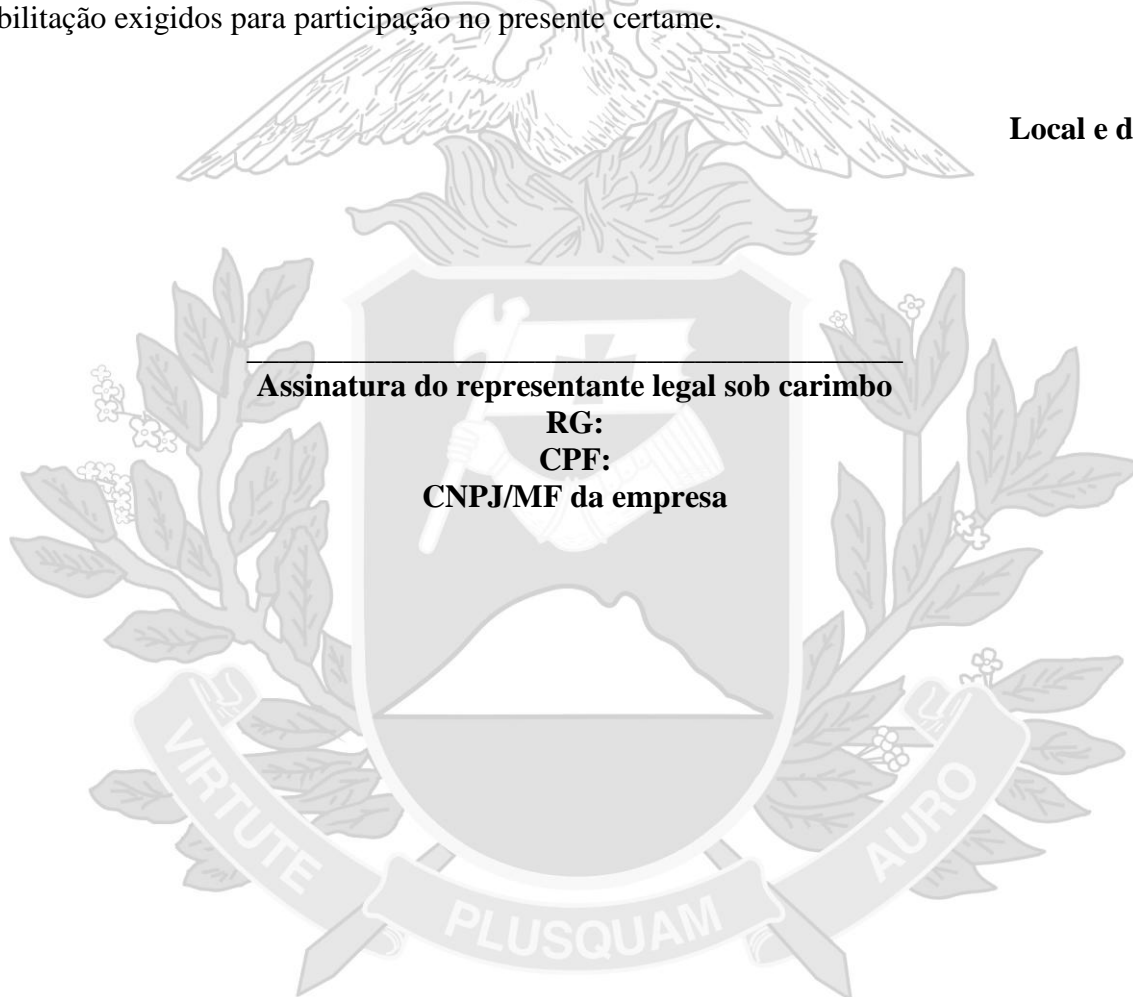 bilitação exigidos para participação no presente certame.
Local e d
Assinatura do representante legal sob carimbo
RG:
CPF:
CNPJ/MF da empresa
VIRTUTE
PLUSQUAM
AURO